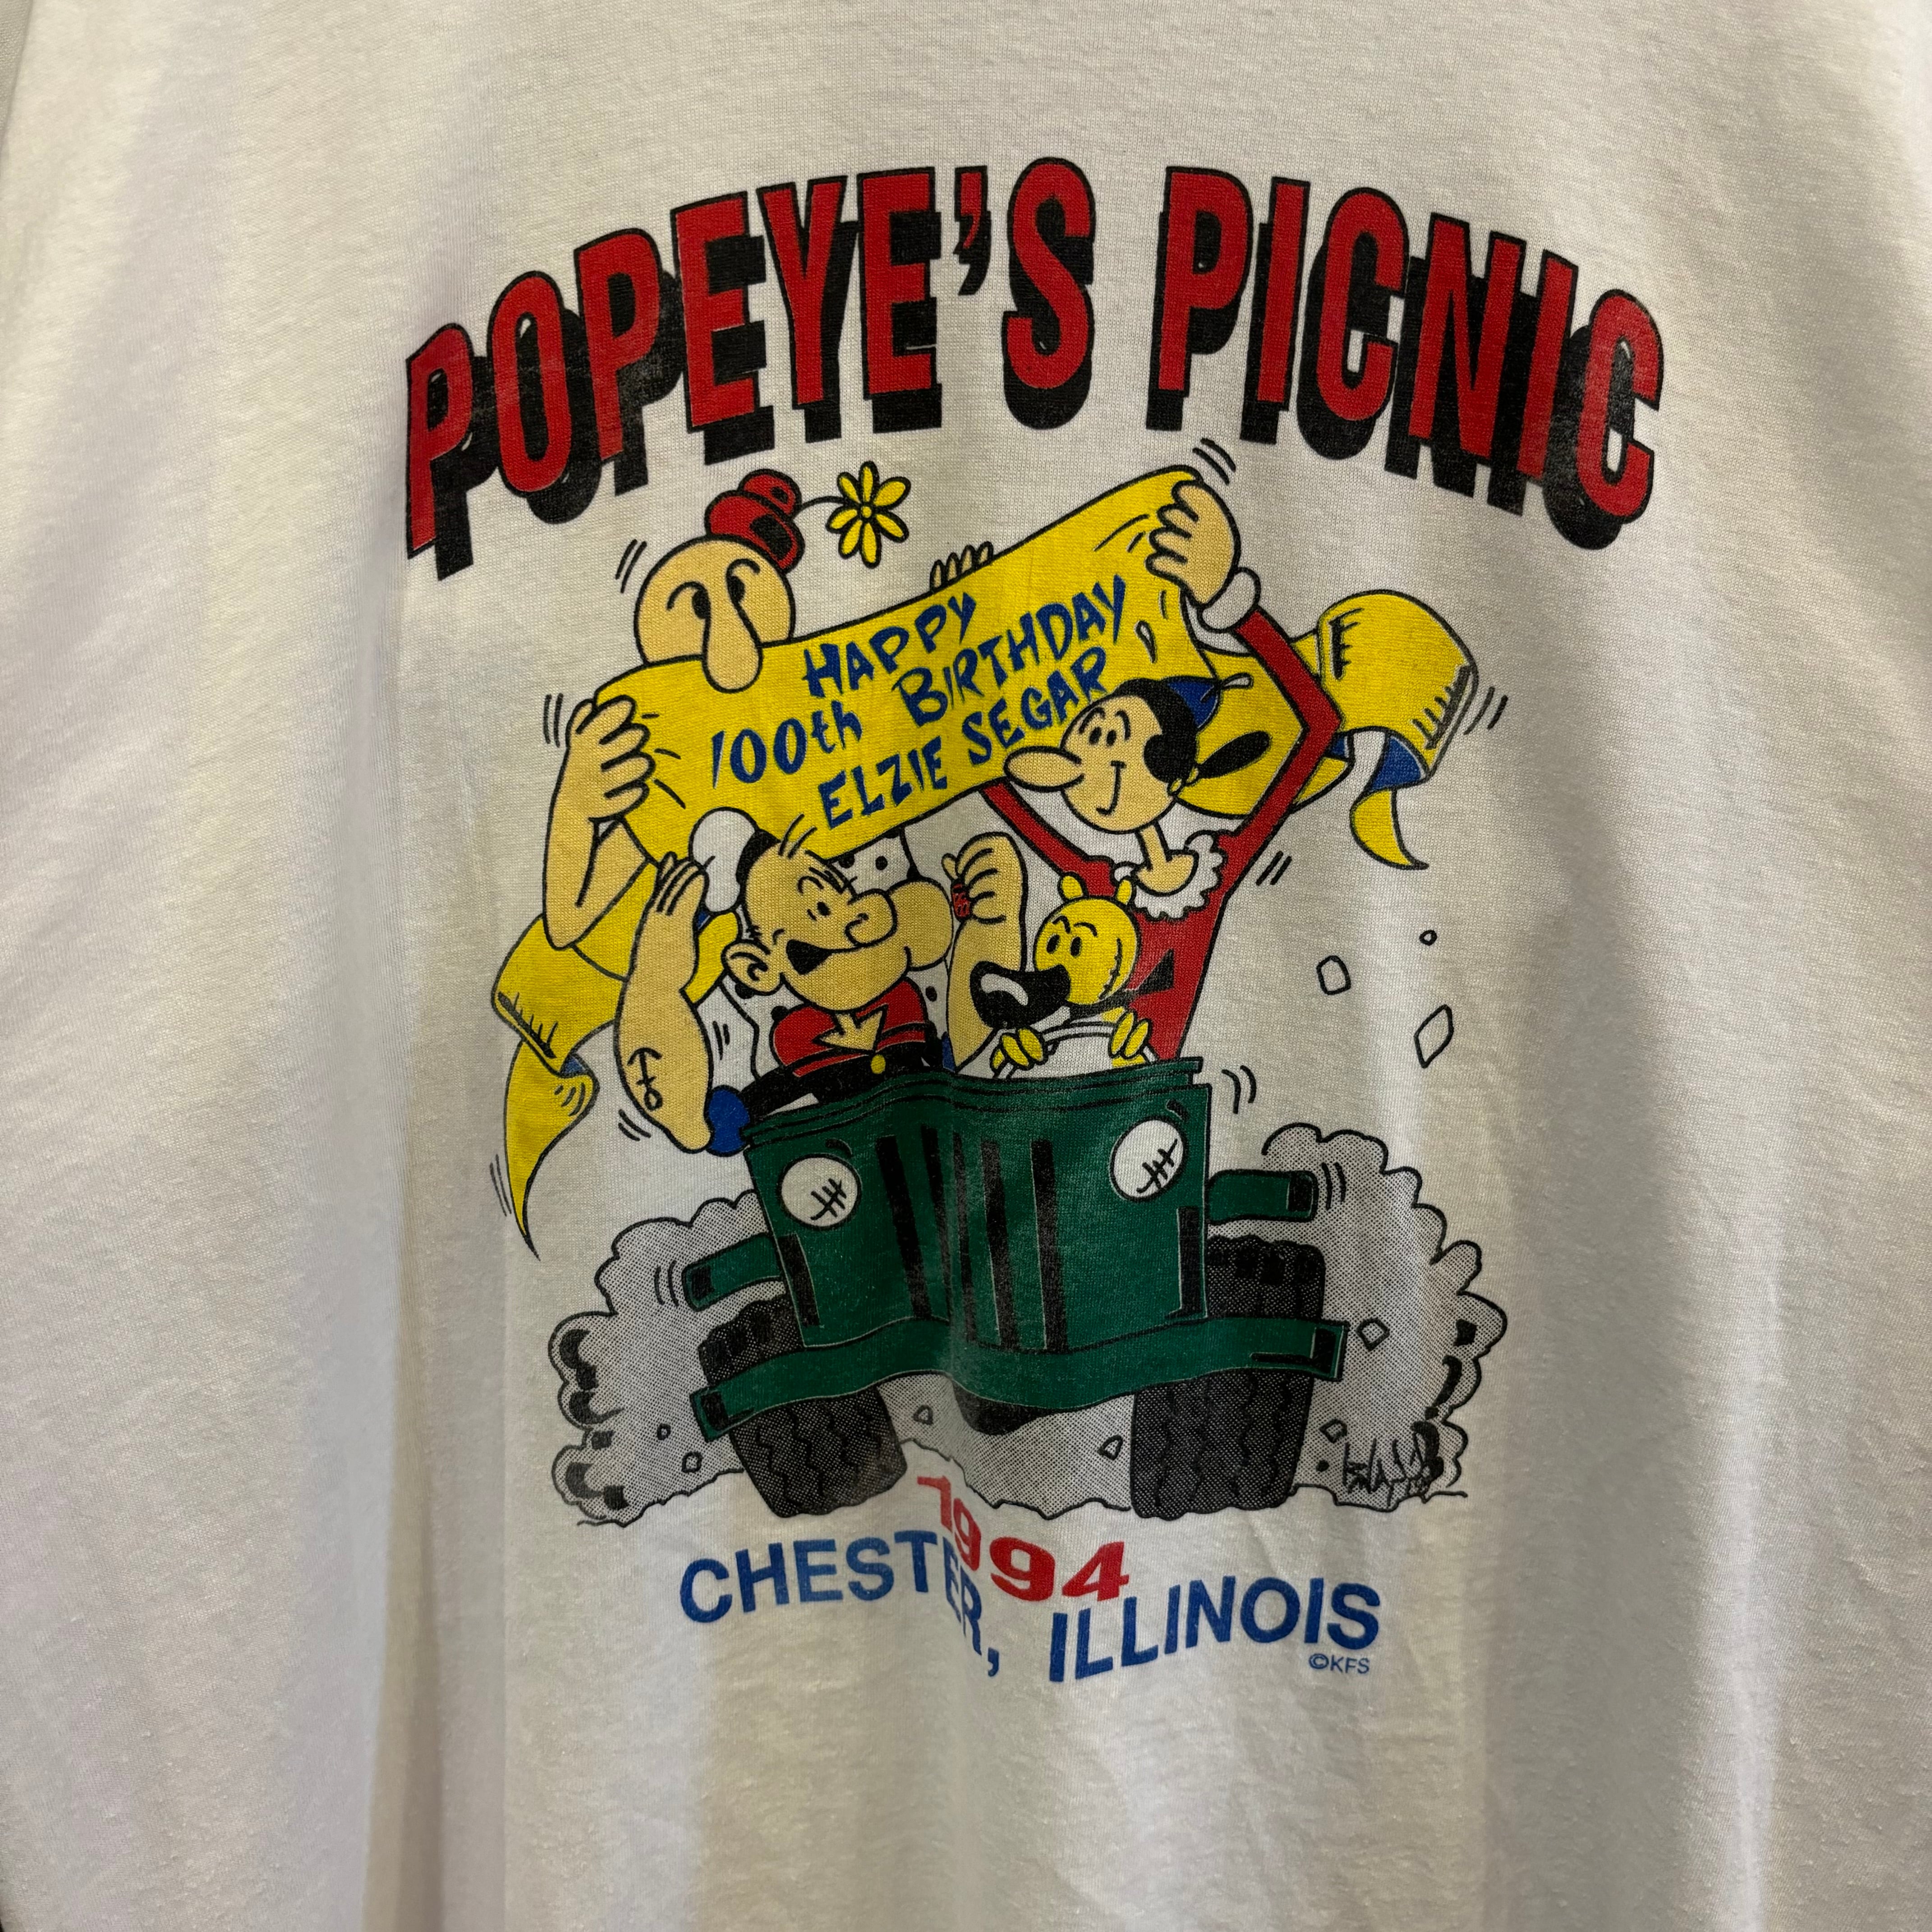 POPEYE'S PICNIC
HAPPY
100th BIRTHDAY
ELZIE SEGAR
1994
CHESTER, ILLINOIS
©KFS